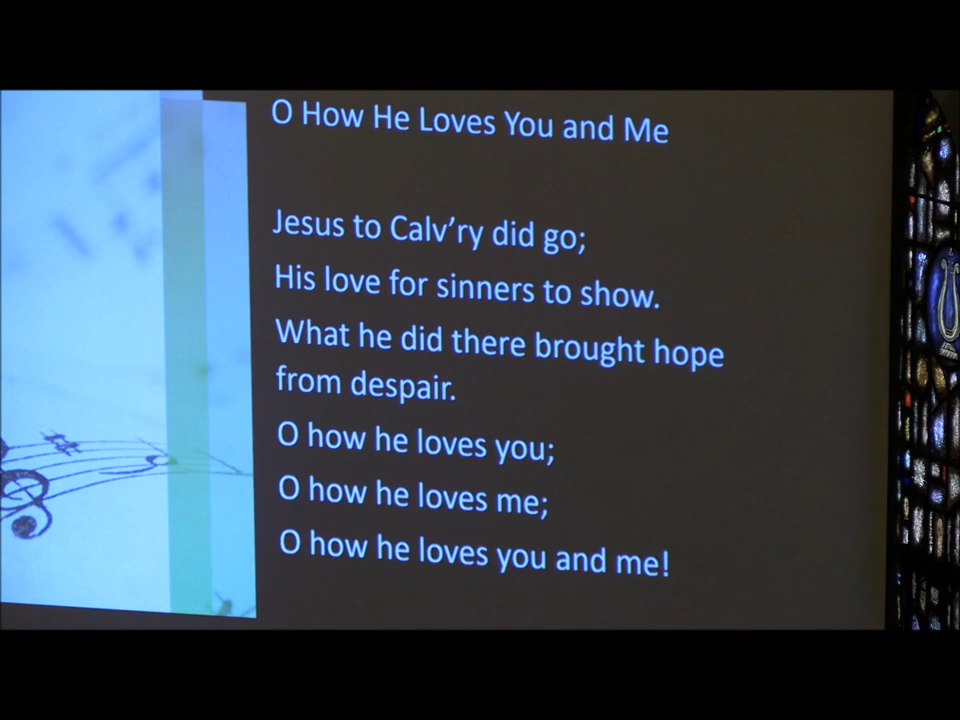 O How He Loves You and Me
Jesus to Calv’ry did go;
His love for sinners to show.
What he did there brought hope
from despair.
O how he loves you;
O how he loves me;
O how he loves you and me!